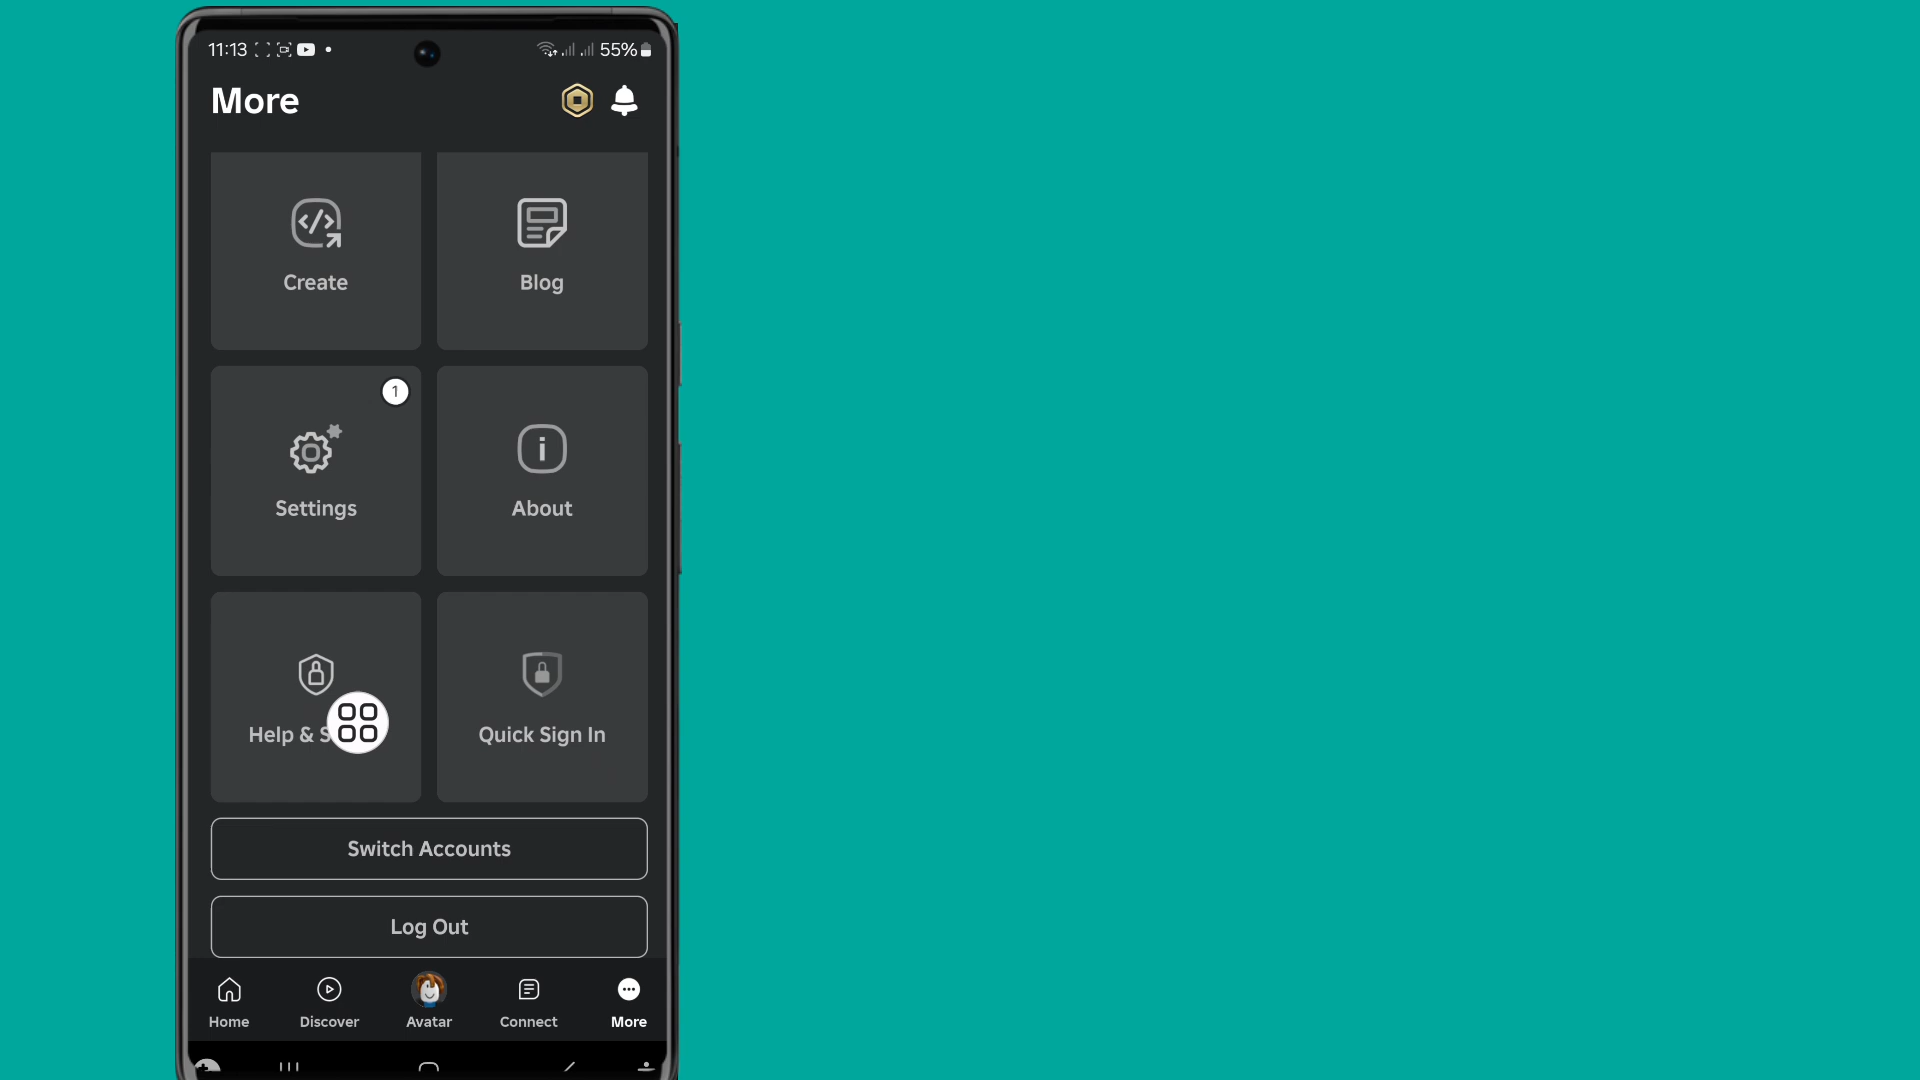 11:13 55%
More
Create Blog
1
Settings About
Help & S Quick Sign In
Switch Accounts
Log Out
Home Discover Avatar Connect More